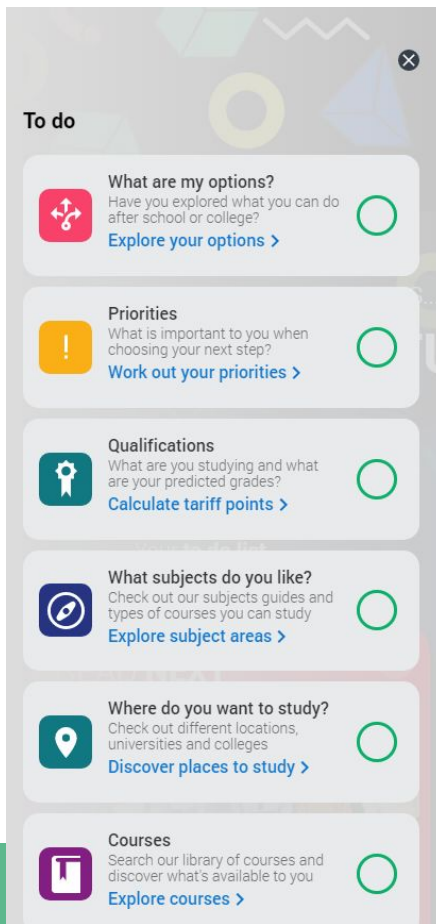 To do
What are my options?
Have you explored what you can do
after school or college?
Explore your options >
Priorities
What is important to you when
choosing your next step?
Work out your priorities >
Qualifications
What are you studying and what
are your predicted grades?
Calculate tariff points >
What subjects do you like?
Check out our subjects guides and
types of courses you can study
Explore subject areas >
Where do you want to study?
Check out different locations,
universities and colleges
Discover places to study >
Courses
Search our library of courses and
discover what's available to you
Explore courses >